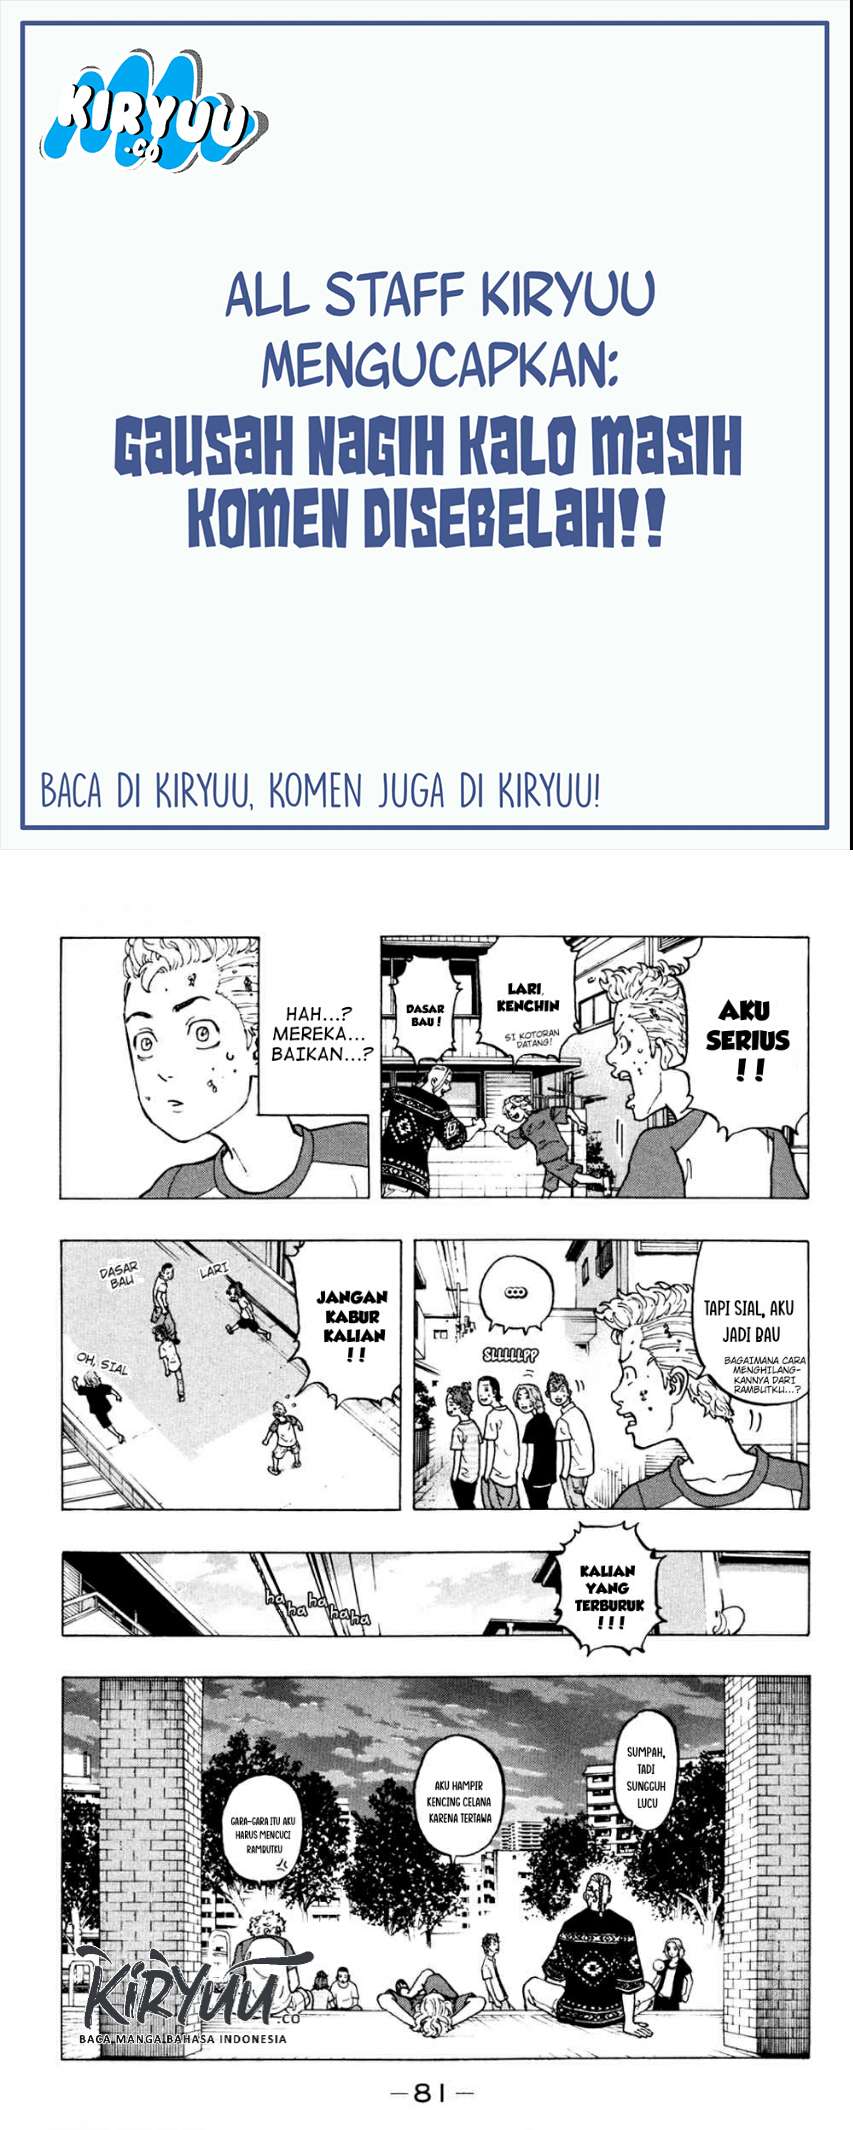 KIRYUU
.CO
ALL STAFF KIRYUU
MENGUCAPKAN:
GAUSAH NAGIH KALO MASIH
KOMEN DISEBELAH!!
BACA DI KIRYUU, KOMEN JUGA DI KIRYUU!
AKU
SERIUS
!!
LARI,
KENCHIN
SI KOTORAN
DATANG!
DASAR
BAU!
HAH...?
MEREKA...
BAIKAN...?
TAPI SIAL, AKU
JADI BAU
BAGAIMANA CARA
MENGHILANG-
KANNYA DARI
RAMBUTKU...?
...
SLLLLLPP
JANGAN
KABUR
KALIAN
!!
LARI
DASAR
BAU
OH, SIAL
KALIAN
YANG
TERBURUK
!!!
ha ha ha ha ha
SUMPAH,
TADI
SUNGGUH
LUCU
AKU HAMPIR
KENCING CELANA
KARENA TERTAWA
GARA-GARA ITU AKU
HARUS MENCUCI
RAMBUTKU
KIRYUU
.CO
BACA MANGA BAHASA INDONESIA
—81—